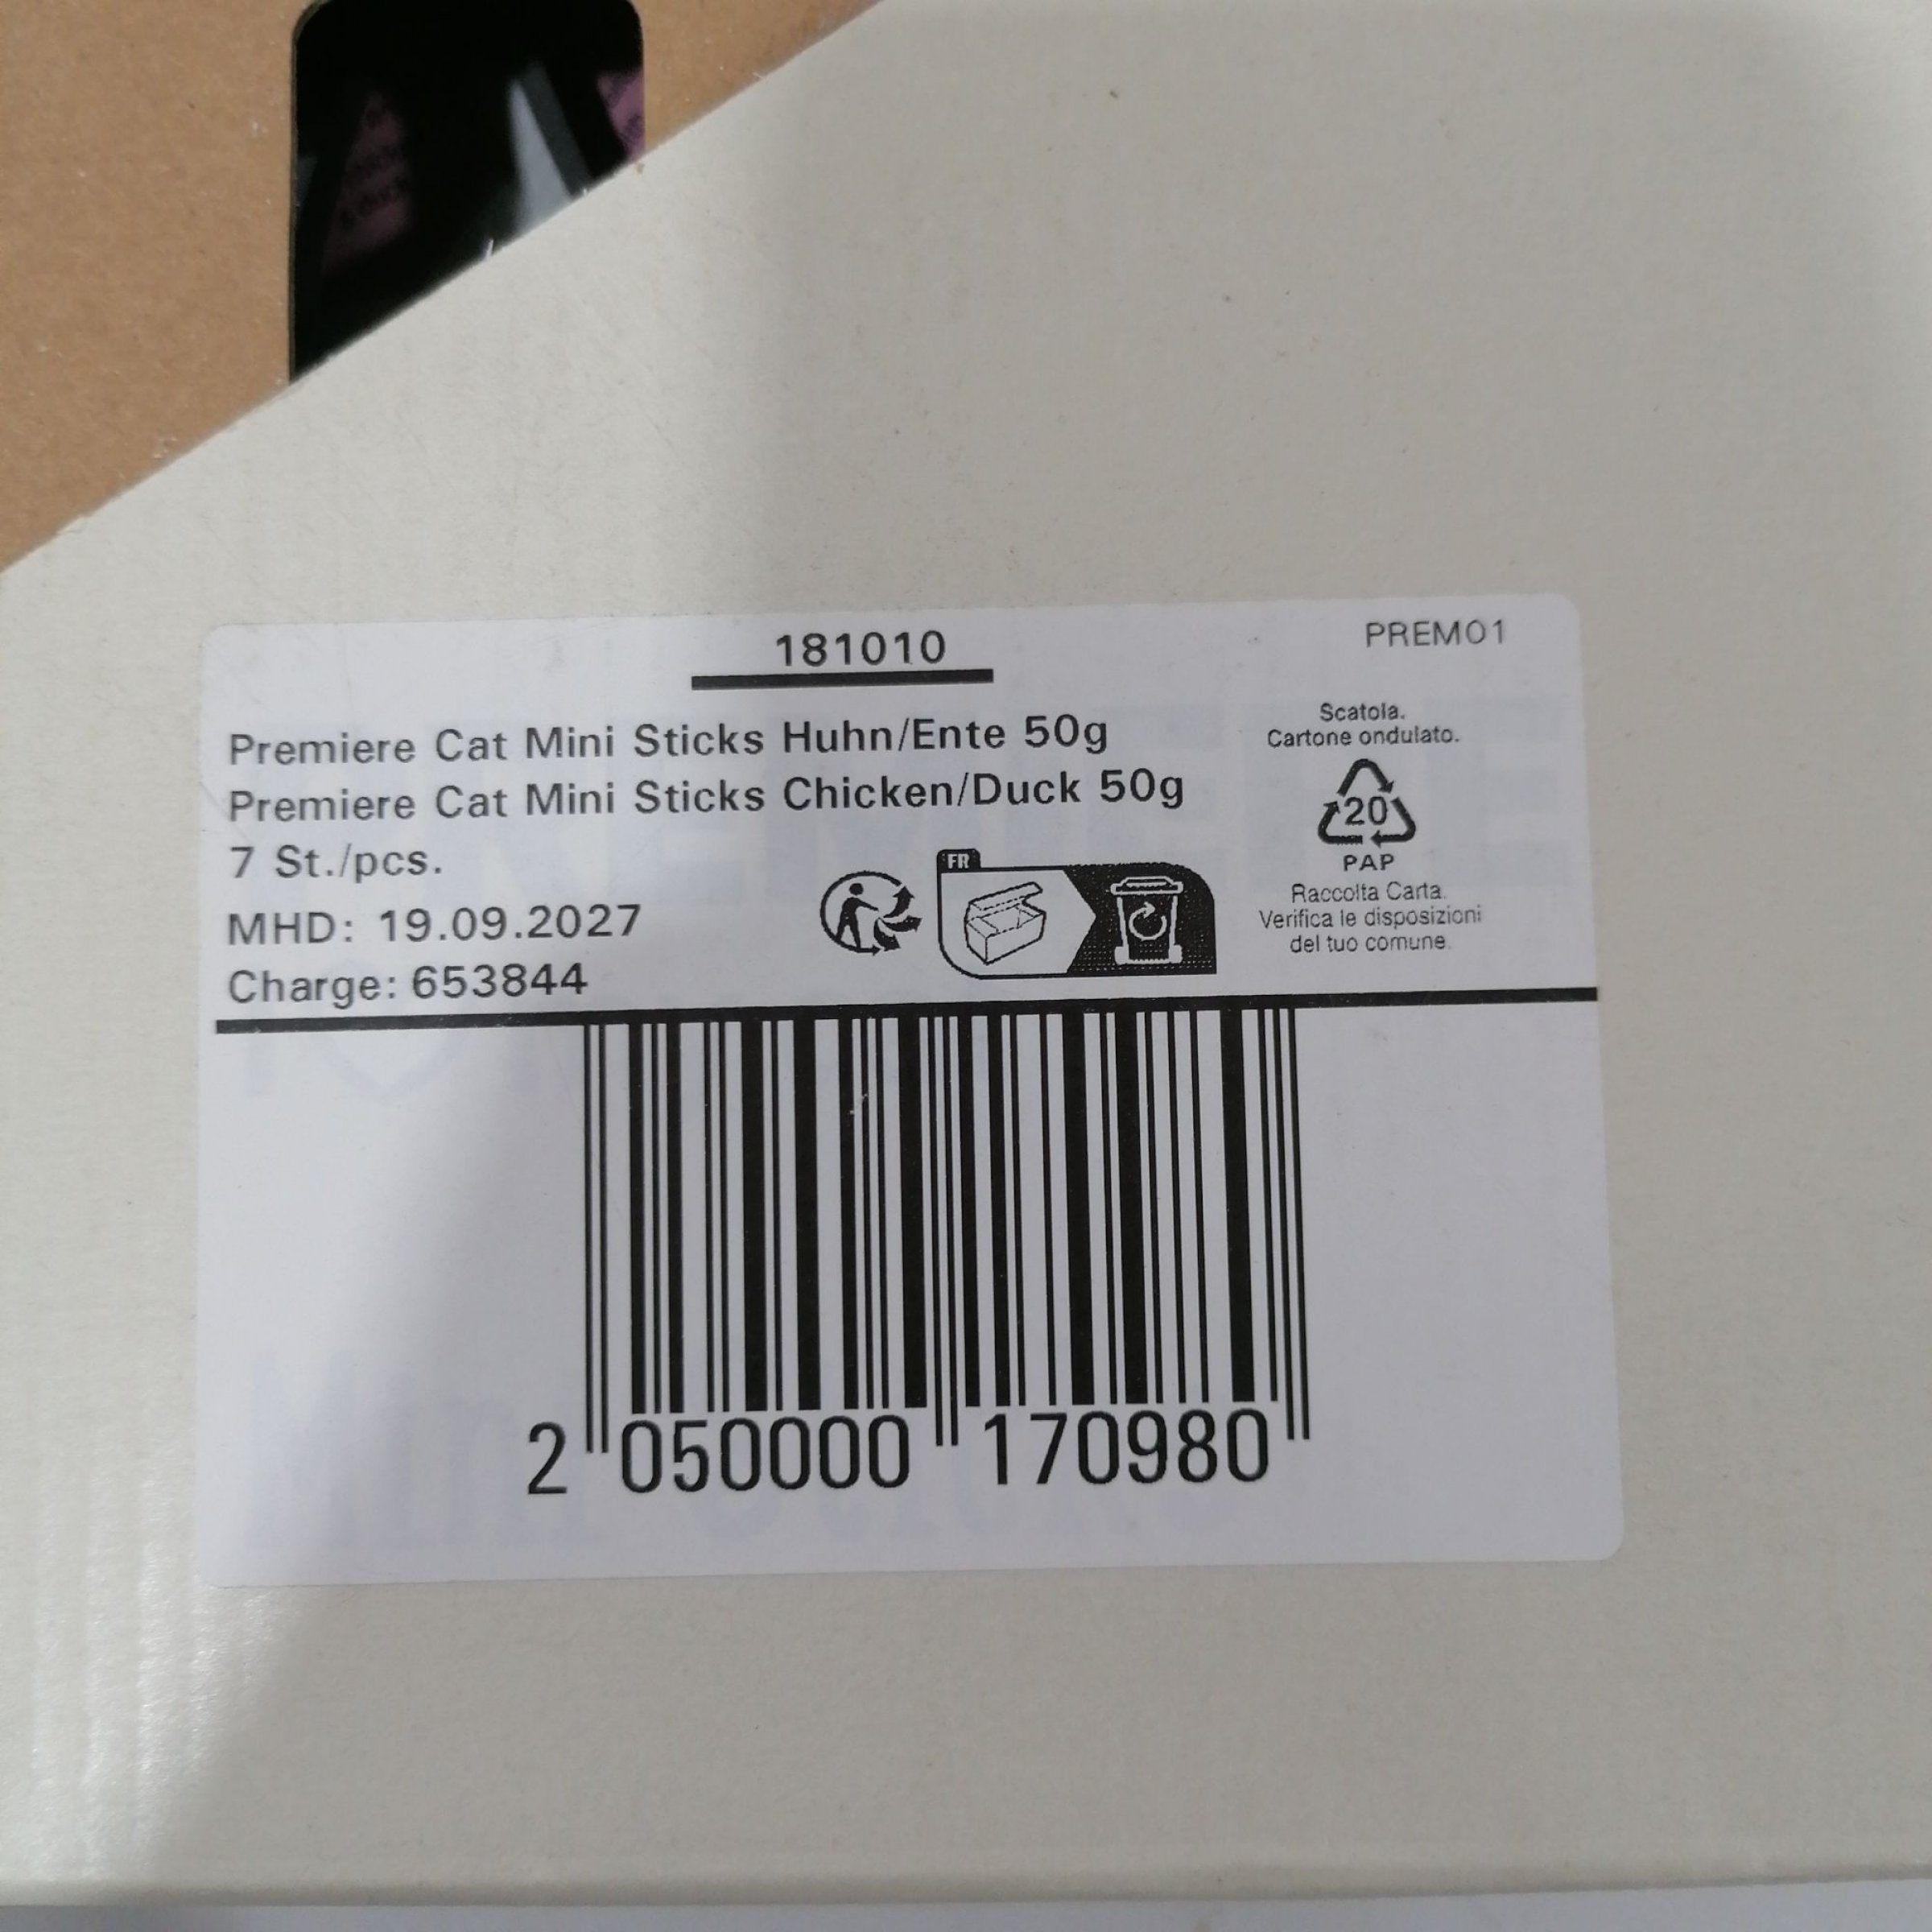 181010
PREM01
Premiere Cat Mini Sticks Huhn/Ente 50g
Premiere Cat Mini Sticks Chicken/Duck 50g
7 St./pcs.
MHD: 19.09.2027
Charge: 653844
FR
Scatola.
Cartone ondulato.
20
PAP
Raccolta Carta.
Verifica le disposizioni
del tuo comune.
2 050000 170980